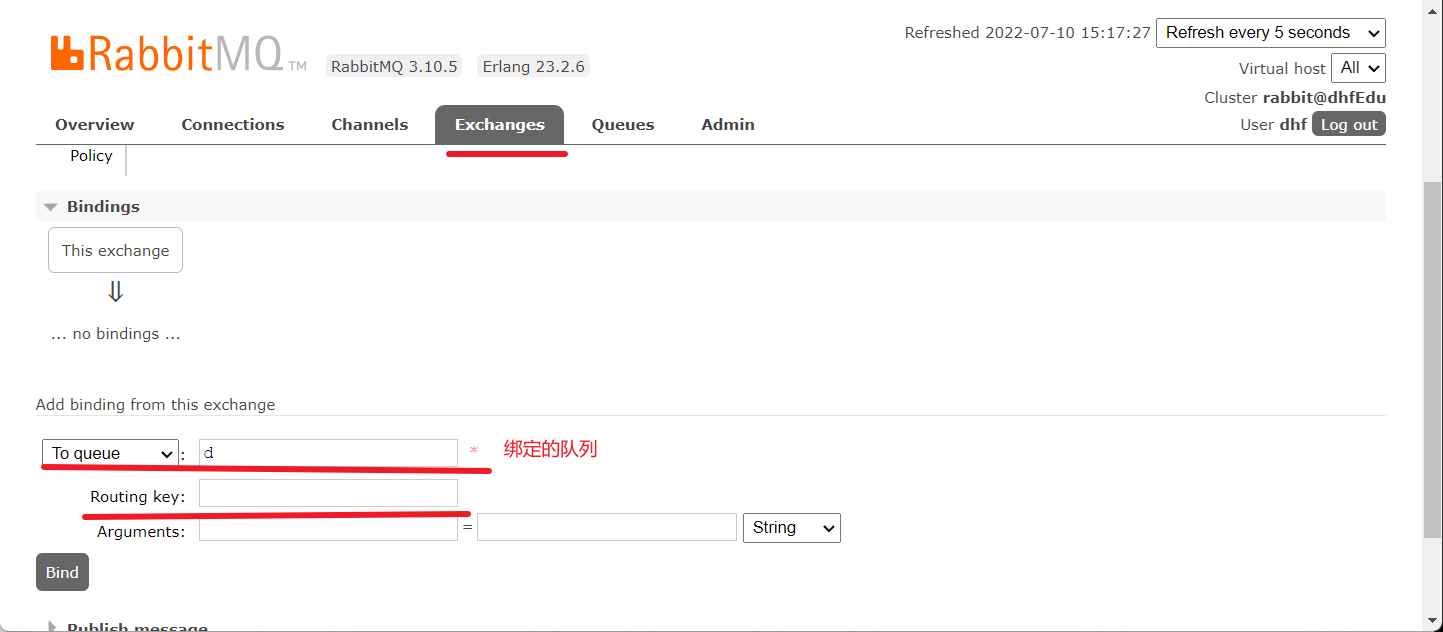 Refreshed 2022-07-10 15:17:27 Refresh every 5 seconds
RabbitMQ TM RabbitMQ 3.10.5 Erlang 23.2.6
Virtual host All
Cluster rabbit@dhfEdu
User dhf Log out
Overview Connections Channels Exchanges Queues Admin
Policy
Bindings
This exchange
⇓
... no bindings ...
Add binding from this exchange
To queue : d * 绑定的队列
Routing key:
Arguments: = String
Bind
Publish message